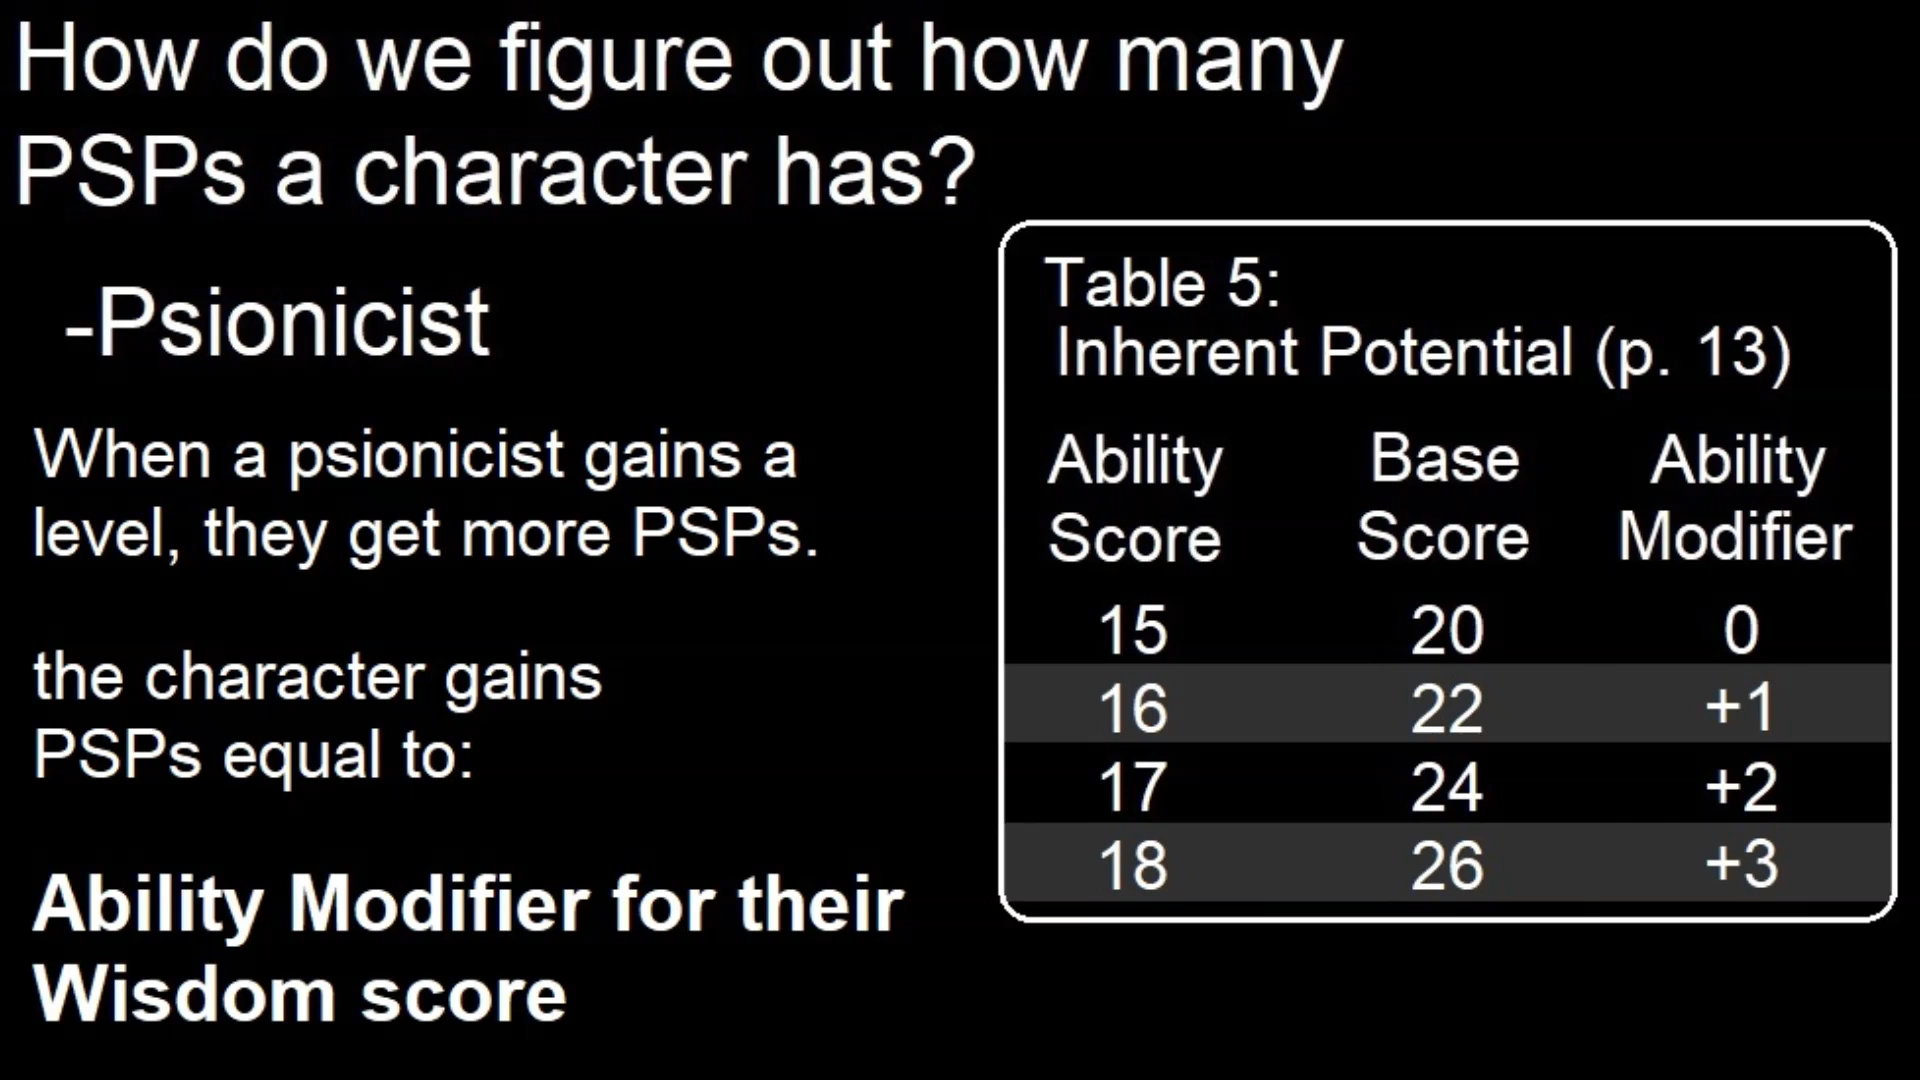 How do we figure out how many
PSPs a character has?
-Psionicist
When a psionicist gains a
level, they get more PSPs.
the character gains
PSPs equal to:
Ability Modifier for their
Wisdom score
Table 5:
Inherent Potential (p. 13)
Ability Score Base Score Ability Modifier
15 20 0
16 22 +1
17 24 +2
18 26 +3